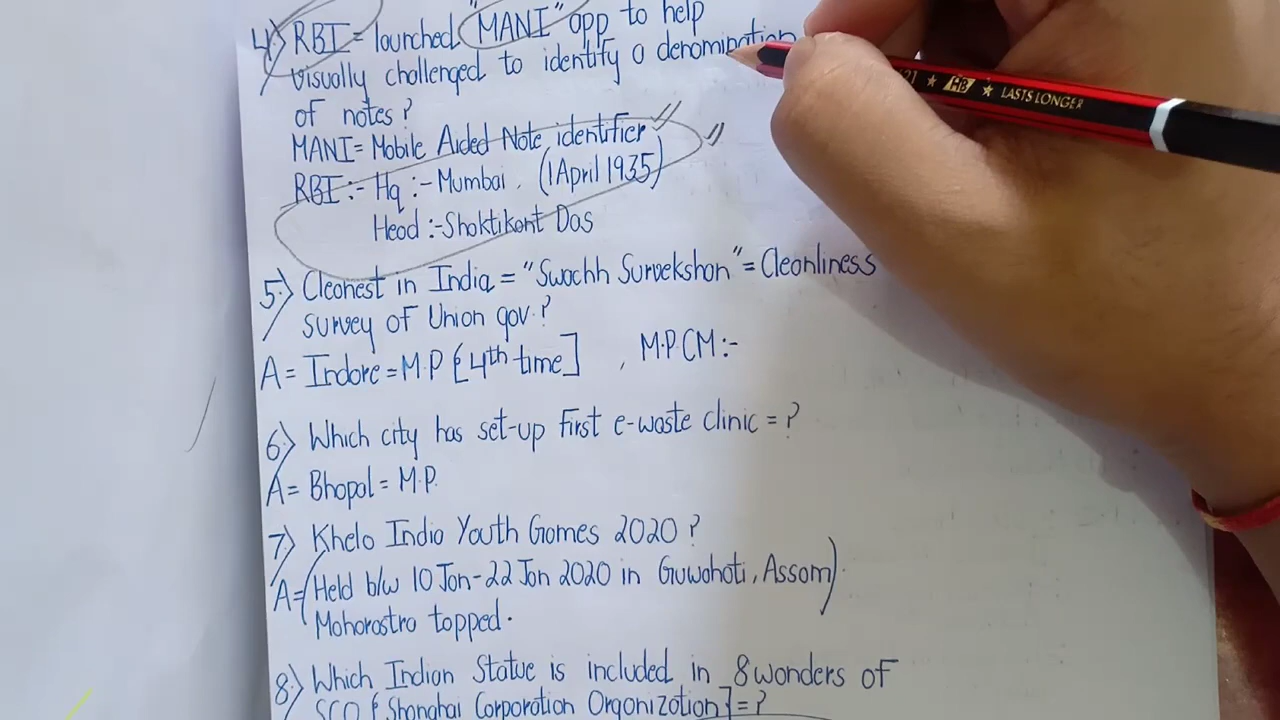 4) RBI = launched "MANI" app to help
visually challenged to identify a denomination
of notes ?
MANI = Mobile Aided Note identifier
RBI :- Hq :- Mumbai . (1 April 1935)
Head :- Shaktikant Das
5) Cleanest in India = "Swachh Survekshan" = Cleanliness
survey of Union gov. ?
A = Indore = M.P [4th time] , M.P CM :-
6) Which city has set-up first e-waste clinic = ?
A = Bhopal = M.P.
7) Khelo India Youth Games 2020 ?
A = (Held b/w 10 Jan - 22 Jan 2020 in Guwahati, Assam)
Maharastra topped.
8) Which Indian Statue is included in 8 wonders of
SCO { Shanghai Corporation Organization } = ?
21 ★ HB ★ LASTS LONGER